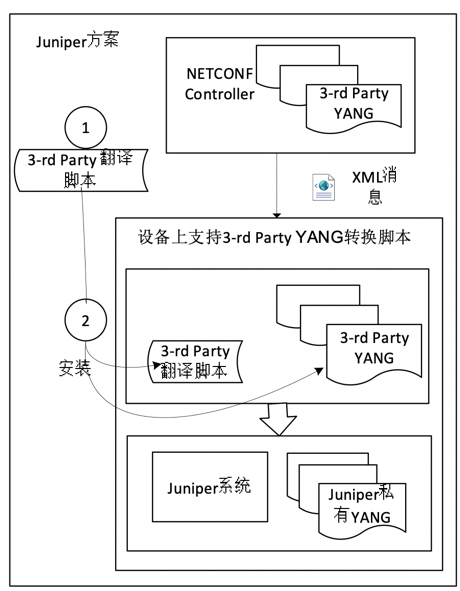 Juniper方案
NETCONF
Controller
3-rd Party
YANG
1
3-rd Party 翻译
脚本
XML消
息
设备上支持3-rd Party YANG转换脚本
2
安装
3-rd Party
翻译脚本
3-rd Party
YANG
Juniper系统
Juniper私
有YANG